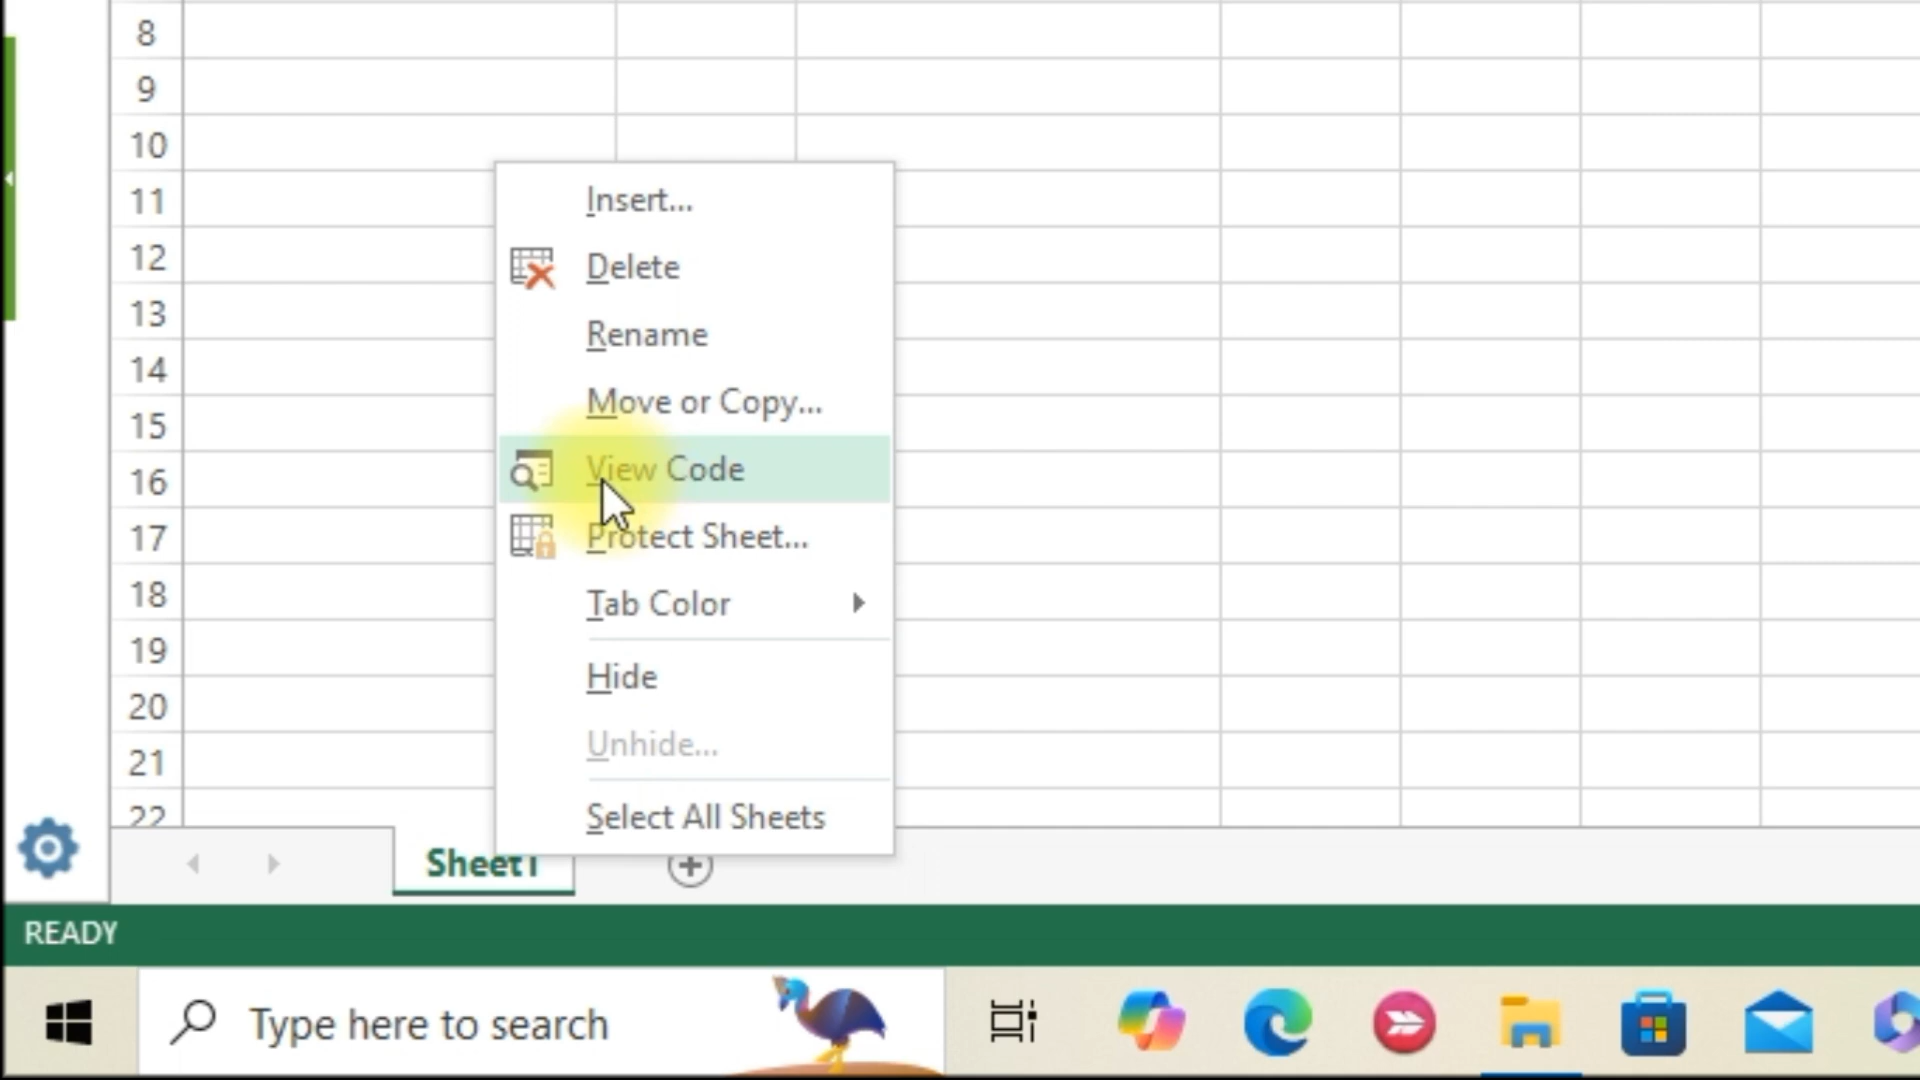 8
9
10
11
12
13
14
15
16
17
18
19
20
21
22
Insert...
Delete
Rename
Move or Copy...
View Code
Protect Sheet...
Tab Color
Hide
Unhide...
Select All Sheets
Sheet1
READY
Type here to search